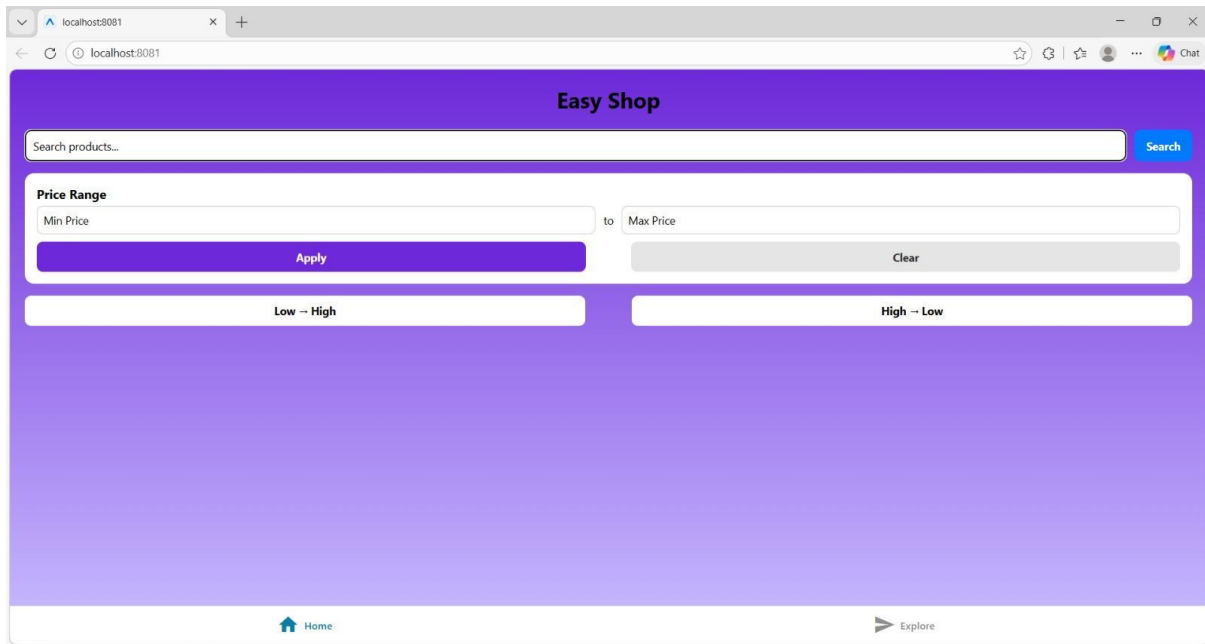 localhost:8081
localhost:8081
Chat
Easy Shop
Search products...
Search
Price Range
Min Price
to
Max Price
Apply
Clear
Low → High
High → Low
Home
Explore